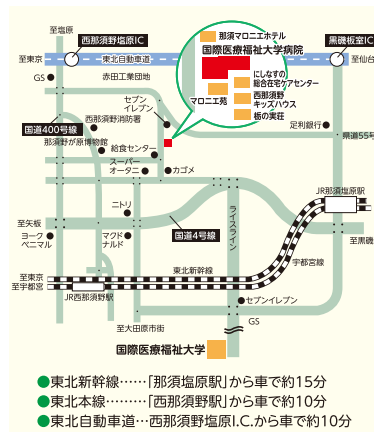 至塩原
西那須塩原IC
那須マロニエホテル
国際医療福祉大学病院
黒磯板室IC
至東京
東北自動車道
至仙台
GS
赤田工業団地
にしなすの
総合在宅ケアセンター
マロニエ苑
西那須野
キッズハウス
栃の実荘
セブン
イレブン
西那須野消防署
国道400号線
那須野が原博物館
給食センター
足利銀行
県道55号
スーパー
オータニ
カゴメ
JR那須塩原駅
ニトリ
至矢板
ライスライン
ヨーク
ベニマル
マクド
ナルド
国道4号線
至黒磯
至東京
東北新幹線
宇都宮線
至宇都宮
JR西那須野駅
セブンイレブン
至大田原市街
GS
国際医療福祉大学
●東北新幹線……「那須塩原駅」から車で約15分
●東北本線………「西那須野駅」から車で約10分
●東北自動車道…西那須野塩原I.C.から車で約10分